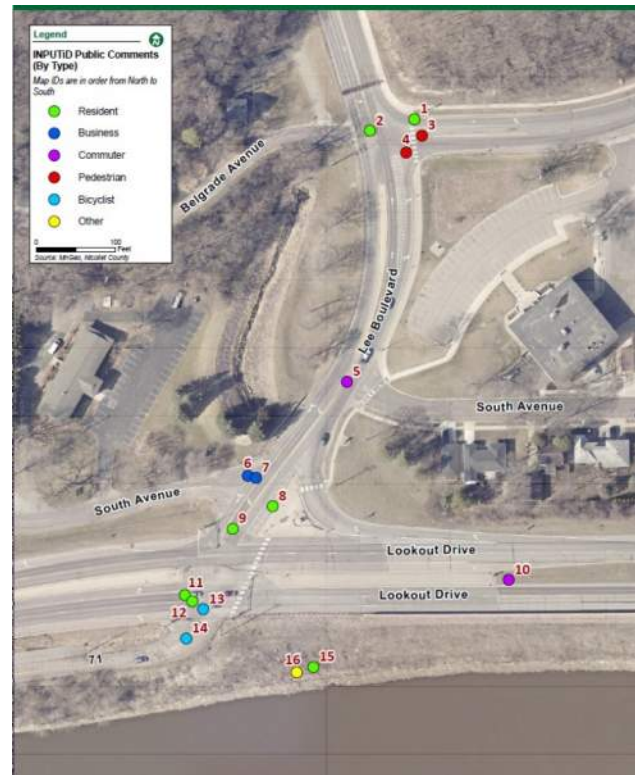 Legend
INPUTiD Public Comments
(By Type)
Map IDs are in order from North to
South
Resident
Business
Commuter
Pedestrian
Bicyclist
Other
0 100
Feet
Source: MnGeo, Nicollet County
1
2
3
4
Belgrade Avenue
Lee Boulevard
5
South Avenue
6
7
South Avenue
8
9
Lookout Drive
10
11
Lookout Drive
12
13
14
71
15
16